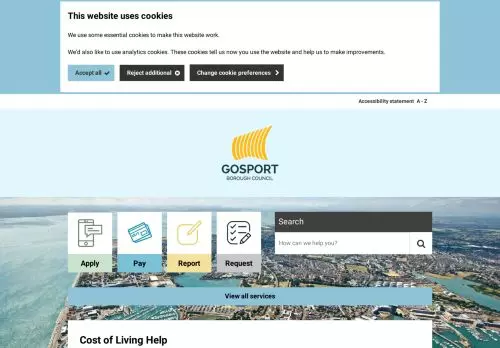 This website uses cookies
We use some essential cookies to make this website work.
We'd also like to use analytics cookies. These cookies tell us now you use the website and help us to make improvements.
Accept all
Reject additional
Change cookie preferences
Accessibility statement A - Z
GOSPORT
BOROUGH COUNCIL
Search
How can we help you?
Apply
Pay
Report
Request
View all services
Cost of Living Help